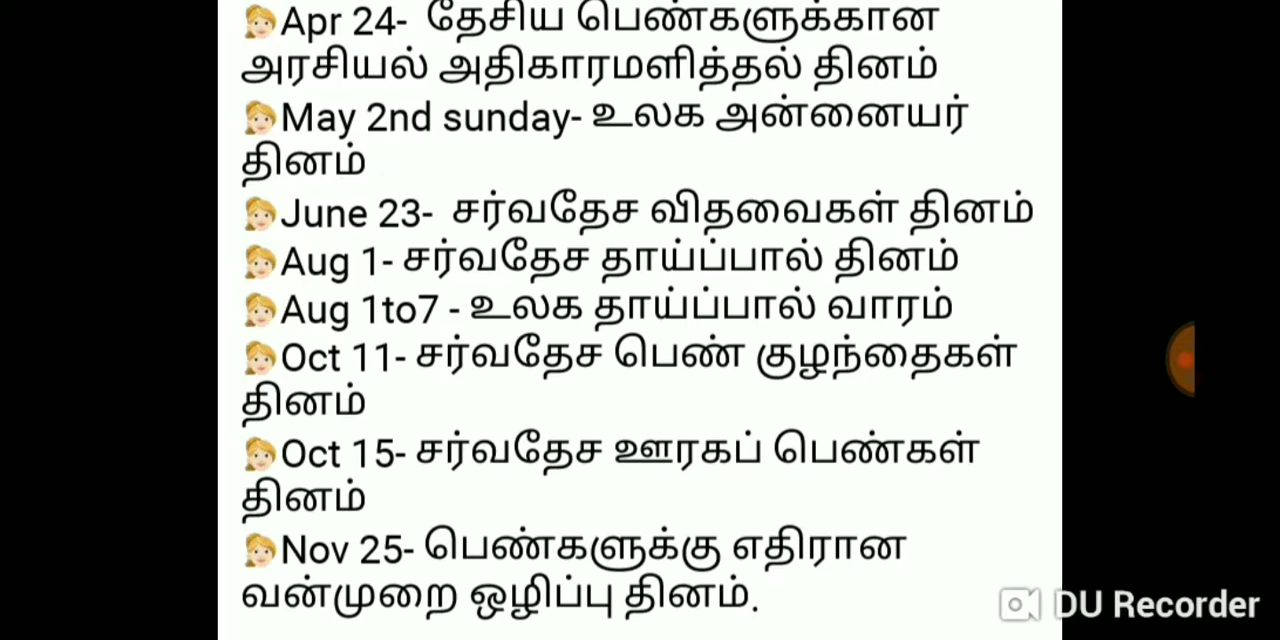 👧🏼Apr 24- தேசிய பெண்களுக்கான
அரசியல் அதிகாரமளித்தல் தினம்
👧🏼May 2nd sunday- உலக அன்னையர்
தினம்
👧🏼June 23- சர்வதேச விதவைகள் தினம்
👧🏼Aug 1- சர்வதேச தாய்ப்பால் தினம்
👧🏼Aug 1to7 - உலக தாய்ப்பால் வாரம்
👧🏼Oct 11- சர்வதேச பெண் குழந்தைகள்
தினம்
👧🏼Oct 15- சர்வதேச ஊரகப் பெண்கள்
தினம்
👧🏼Nov 25- பெண்களுக்கு எதிரான
வன்முறை ஒழிப்பு தினம்.
DU Recorder